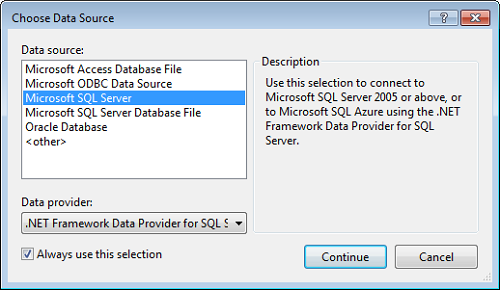 Choose Data Source
Data source:
Microsoft Access Database File
Microsoft ODBC Data Source
Microsoft SQL Server
Microsoft SQL Server Database File
Oracle Database
<other>
Description
Use this selection to connect to
Microsoft SQL Server 2005 or above, or
to Microsoft SQL Azure using the .NET
Framework Data Provider for SQL
Server.
Data provider:
.NET Framework Data Provider for SQL S
Always use this selection
Continue
Cancel